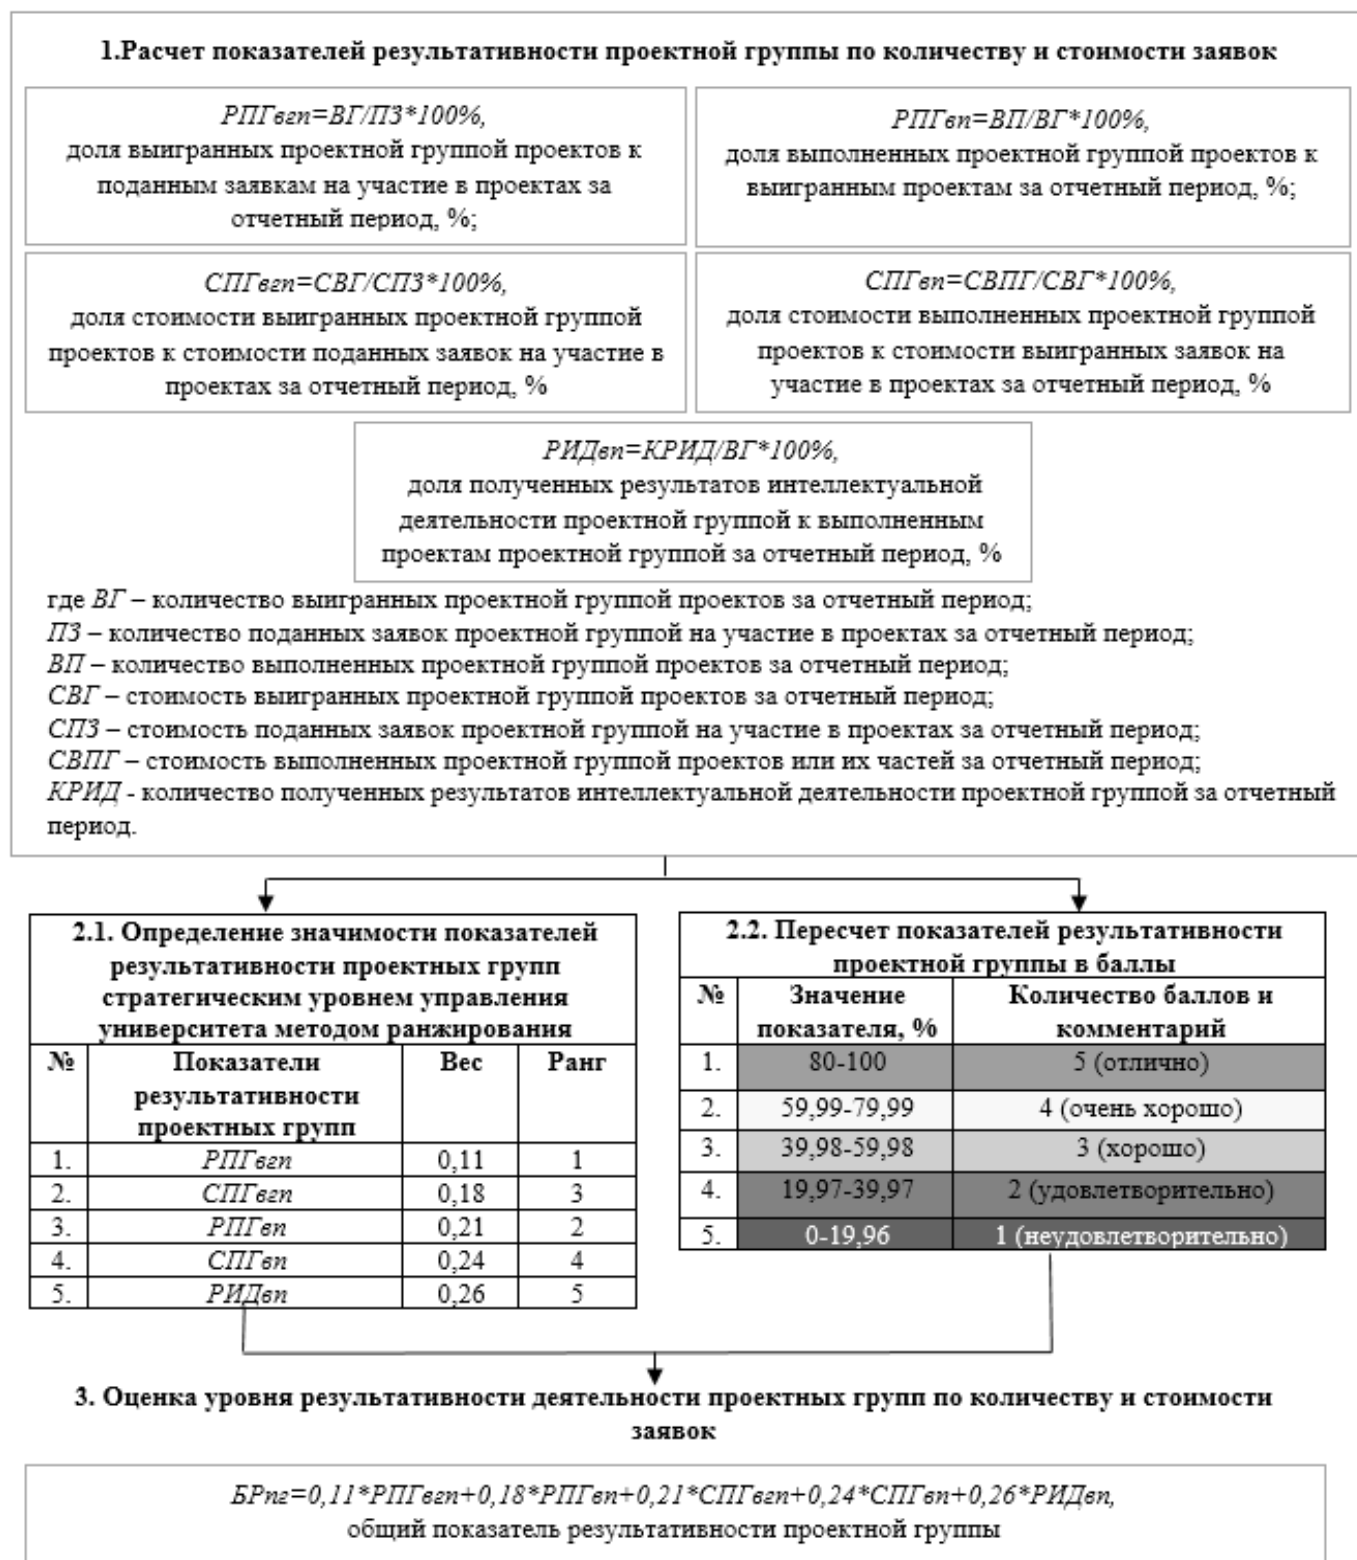 1.Расчет показателей результативности проектной группы по количеству и стоимости заявок
РПГвгп=ВГ/ПЗ*100%,
доля выигранных проектной группой проектов к
поданным заявкам на участие в проектах за
отчетный период, %;
РПГвп=ВП/ВГ*100%,
доля выполненных проектной группой проектов к
выигранным проектам за отчетный период, %;
СПГвгп=СВГ/СПЗ*100%,
доля стоимости выигранных проектной группой
проектов к стоимости поданных заявок на участие в
проектах за отчетный период, %
СПГвп=СВПГ/СВГ*100%,
доля стоимости выполненных проектной группой
проектов к стоимости выигранных заявок на
участие в проектах за отчетный период, %
РИДвп=КРИД/ВГ*100%,
доля полученных результатов интеллектуальной
деятельности проектной группой к выполненным
проектам проектной группой за отчетный период, %
где ВГ – количество выигранных проектной группой проектов за отчетный период;
ПЗ – количество поданных заявок проектной группой на участие в проектах за отчетный период;
ВП – количество выполненных проектной группой проектов за отчетный период;
СВГ – стоимость выигранных проектной группой проектов за отчетный период;
СПЗ – стоимость поданных заявок проектной группой на участие в проектах за отчетный период;
СВПГ – стоимость выполненных проектной группой проектов или их частей за отчетный период;
КРИД - количество полученных результатов интеллектуальной деятельности проектной группой за отчетный
период.
2.1. Определение значимости показателей
результативности проектных групп
стратегическим уровнем управления
университета методом ранжирования
№ Показатели Вес Ранг
результативности
проектных групп
1. РПГвгп 0,11 1
2. СПГвгп 0,18 3
3. РПГвп 0,21 2
4. СПГвп 0,24 4
5. РИДвп 0,26 5
2.2. Пересчет показателей результативности
проектной группы в баллы
№ Значение Количество баллов и
показателя, % комментарий
1. 80-100 5 (отлично)
2. 59,99-79,99 4 (очень хорошо)
3. 39,98-59,98 3 (хорошо)
4. 19,97-39,97 2 (удовлетворительно)
5. 0-19,96 1 (неудовлетворительно)
3. Оценка уровня результативности деятельности проектных групп по количеству и стоимости
заявок
БРпг=0,11*РПГвгп+0,18*РПГвп+0,21*СПГвгп+0,24*СПГвп+0,26*РИДвп,
общий показатель результативности проектной группы